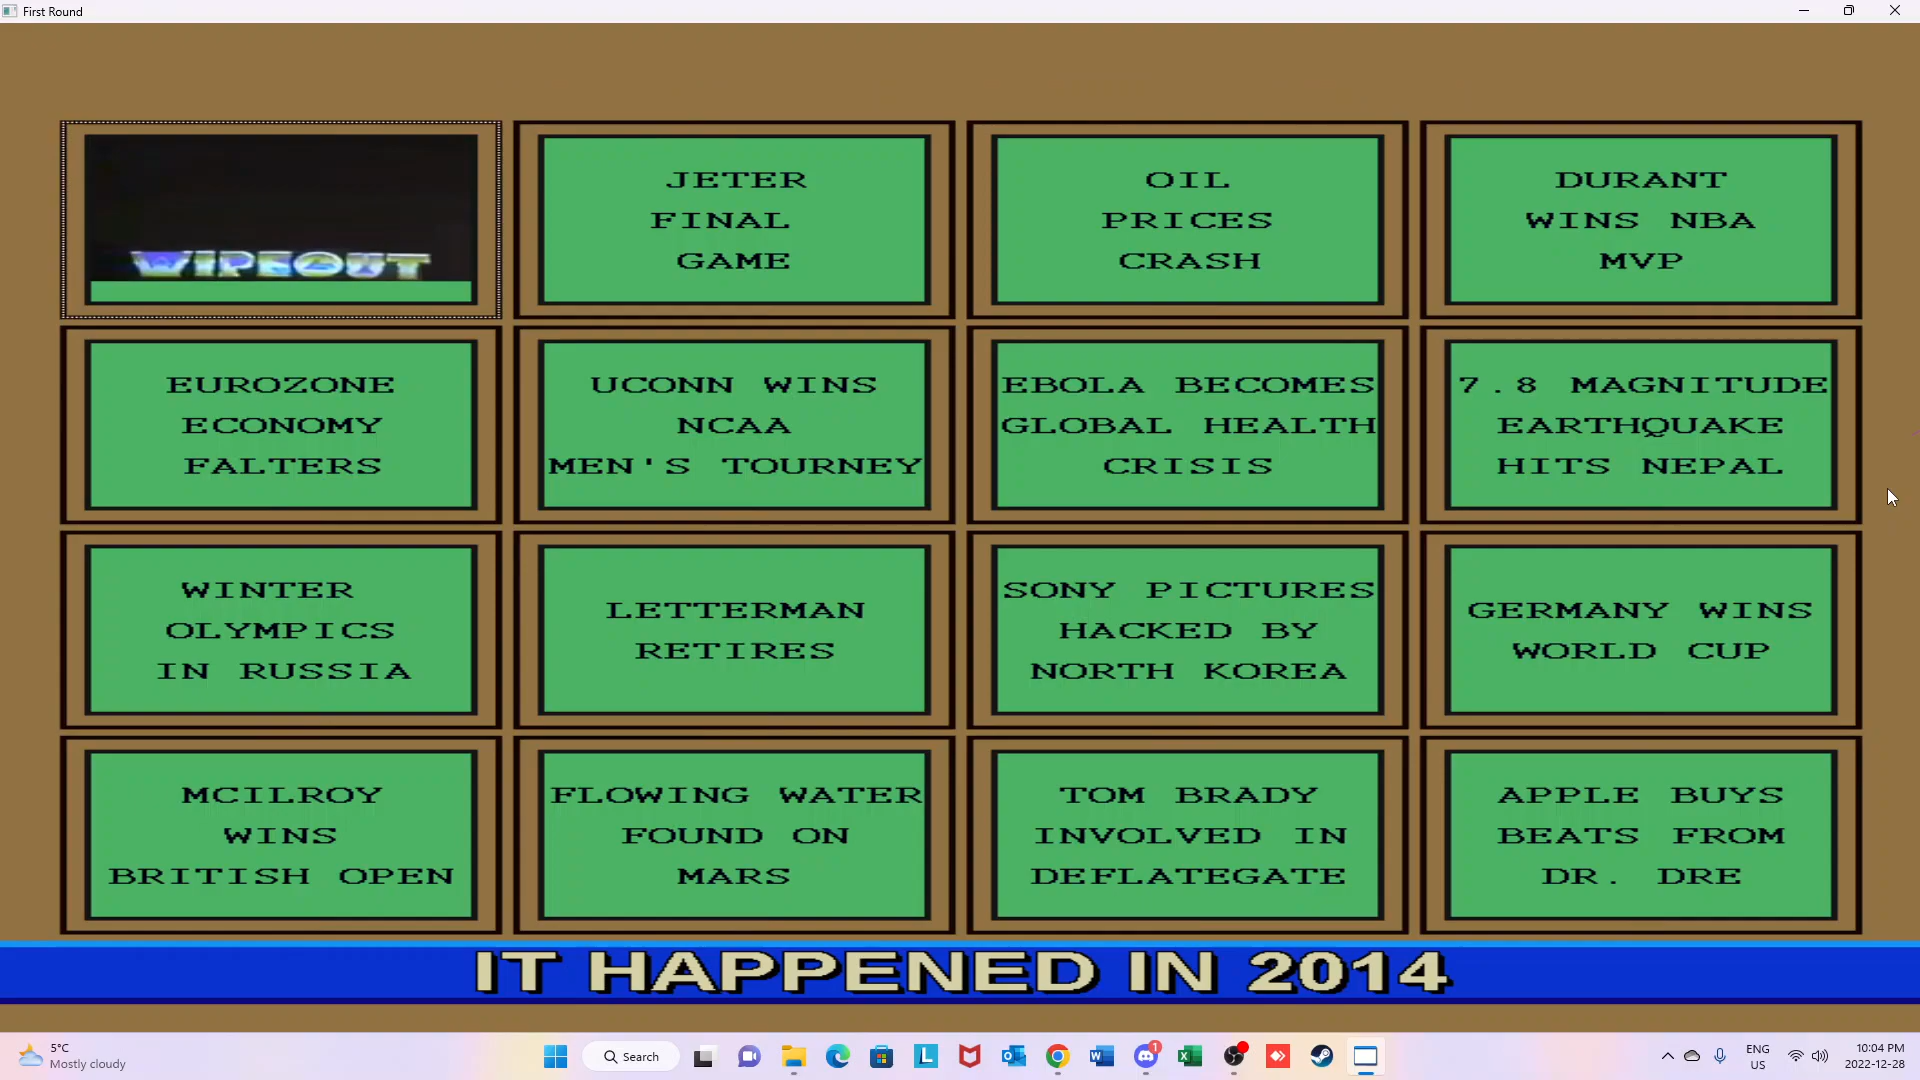 First Round
WIPEOUT
JETER
FINAL
GAME
OIL
PRICES
CRASH
DURANT
WINS NBA
MVP
EUROZONE
ECONOMY
FALTERS
UCONN WINS
NCAA
MEN'S TOURNEY
EBOLA BECOMES
GLOBAL HEALTH
CRISIS
7.8 MAGNITUDE
EARTHQUAKE
HITS NEPAL
WINTER
OLYMPICS
IN RUSSIA
LETTERMAN
RETIRES
SONY PICTURES
HACKED BY
NORTH KOREA
GERMANY WINS
WORLD CUP
MCILROY
WINS
BRITISH OPEN
FLOWING WATER
FOUND ON
MARS
TOM BRADY
INVOLVED IN
DEFLATEGATE
APPLE BUYS
BEATS FROM
DR. DRE
IT HAPPENED IN 2014
5°C
Mostly cloudy
Search
L
W
1
X
ENG
US
10:04 PM
2022-12-28